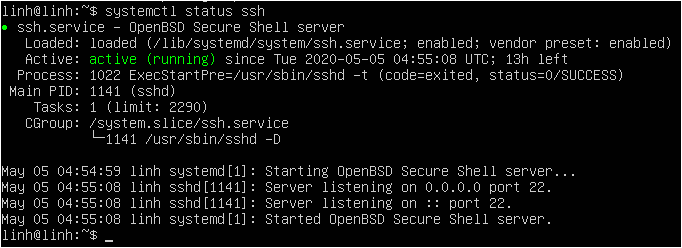 linh@linh:~$ systemctl status ssh
● ssh.service - OpenBSD Secure Shell server
Loaded: loaded (/lib/systemd/system/ssh.service; enabled; vendor preset: enabled)
Active: active (running) since Tue 2020-05-05 04:55:08 UTC; 13h left
Process: 1022 ExecStartPre=/usr/sbin/sshd -t (code=exited, status=0/SUCCESS)
Main PID: 1141 (sshd)
Tasks: 1 (limit: 2290)
CGroup: /system.slice/ssh.service
└─1141 /usr/sbin/sshd -D
May 05 04:54:59 linh systemd[1]: Starting OpenBSD Secure Shell server...
May 05 04:55:08 linh sshd[1141]: Server listening on 0.0.0.0 port 22.
May 05 04:55:08 linh sshd[1141]: Server listening on :: port 22.
May 05 04:55:08 linh systemd[1]: Started OpenBSD Secure Shell server.
linh@linh:~$ _